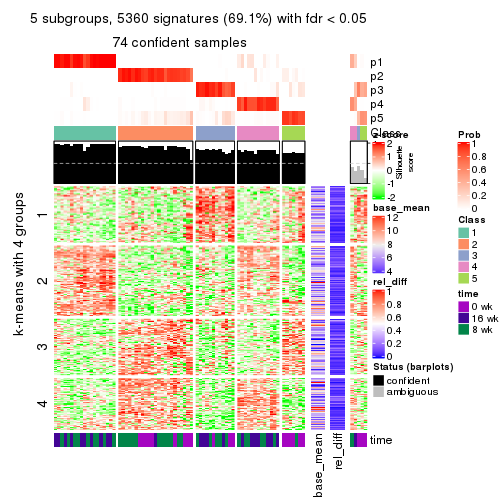 5 subgroups, 5360 signatures (69.1%) with fdr < 0.05
74 confident samples
p1
p2
p3
p4
p5
Class
z-score
2
1
0
-1
-2
Silhouette
score
k-means with 4 groups
1
2
3
4
base_mean
12
10
8
6
4
rel_diff
1
0.8
0.6
0.4
0.2
0
Status (barplots)
confident
ambiguous
Prob
1
0.8
0.6
0.4
0.2
0
Class
1
2
3
4
5
time
0 wk
16 wk
8 wk
time
base_mean
rel_diff